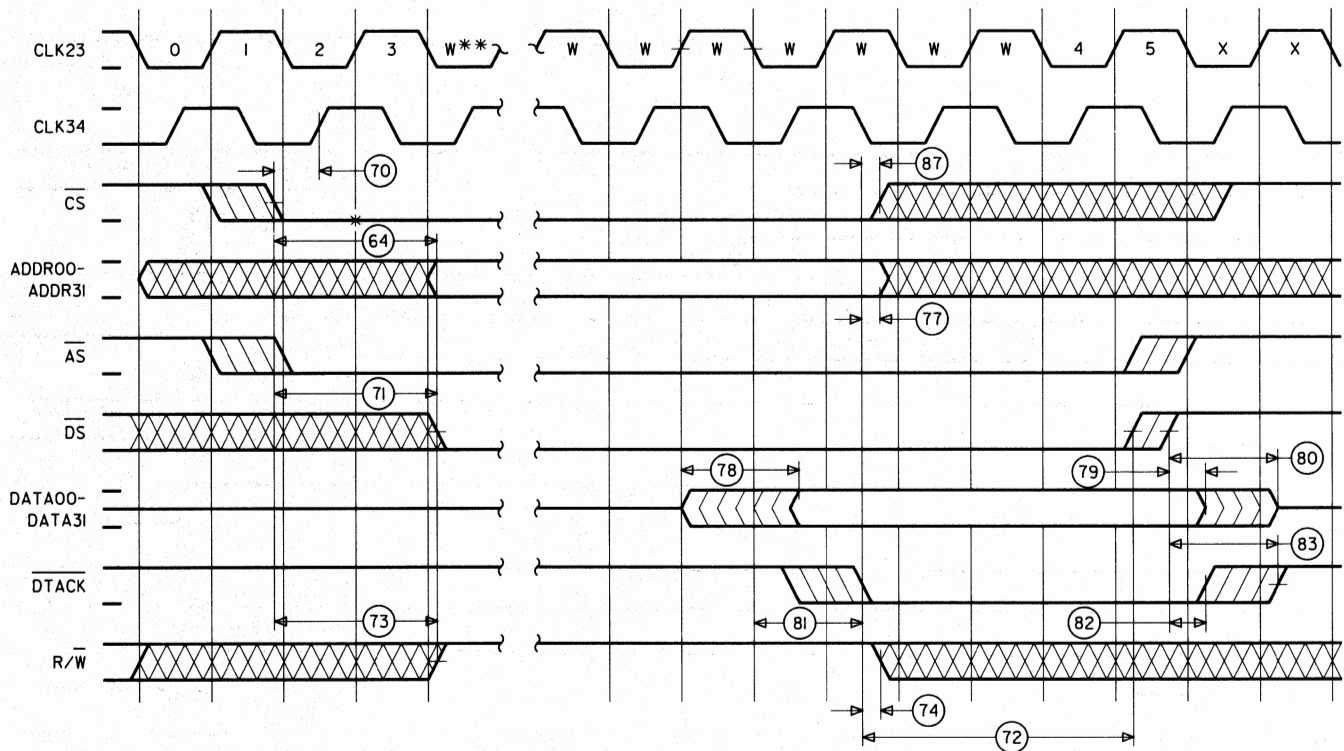 CLK23 0 1 2 3 W** W W W W W W W 4 5 X X
CLK34
70 87
CS
64
ADDR00-
ADDR31
77
AS
71
DS
78 79 80
DATA00-
DATA31
83
DTACK
73 81 82
R/W
74
72